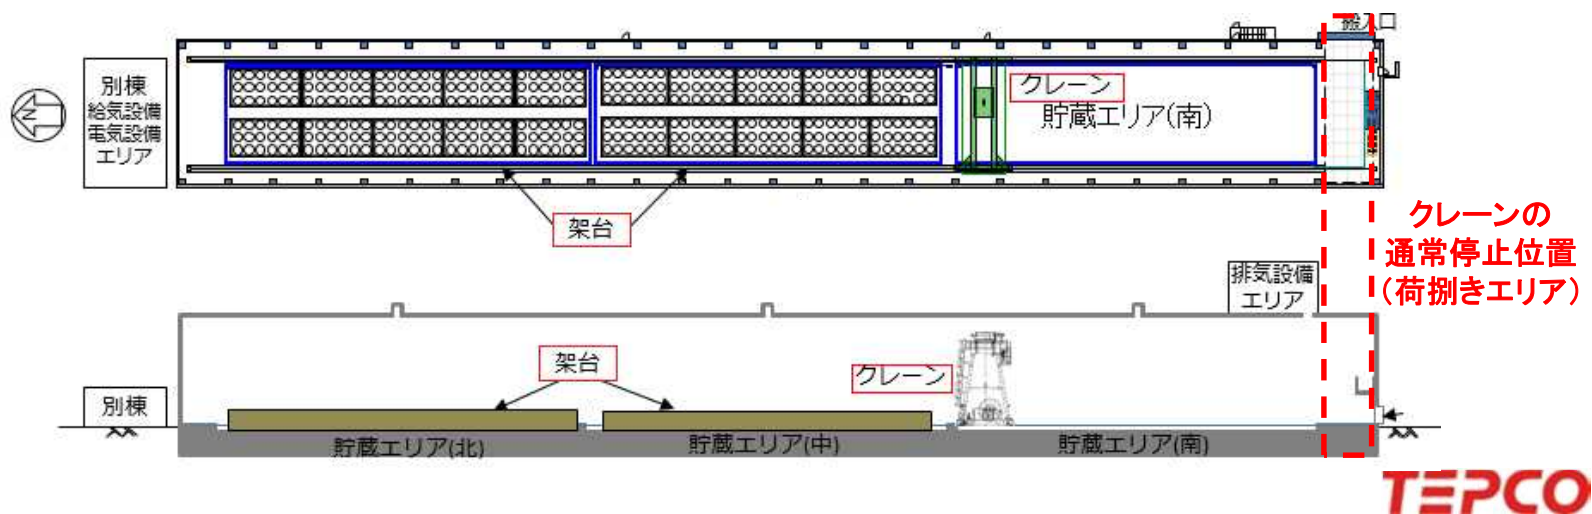 搬入口
別棟
給気設備
電気設備
エリア
N
クレーン
貯蔵エリア(南)
架台
クレーンの
通常停止位置
(荷捌きエリア)
排気設備
エリア
架台
クレーン
別棟
貯蔵エリア(北)
貯蔵エリア(中)
貯蔵エリア(南)
TEPCO